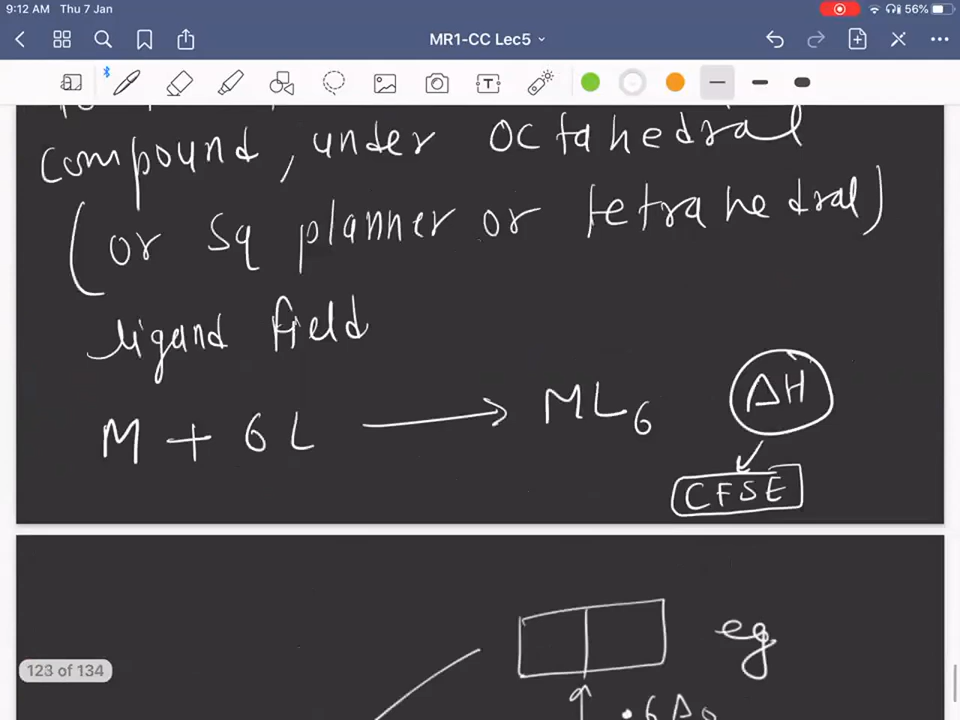 9:12 AM Thu 7 Jan
56%
MR1-CC Lec5
compound, under octahedral
(or sq planner or tetrahedral)
ligand field
M + 6L → ML6 ΔH
CFSE
eg
.6Δo
123 of 134